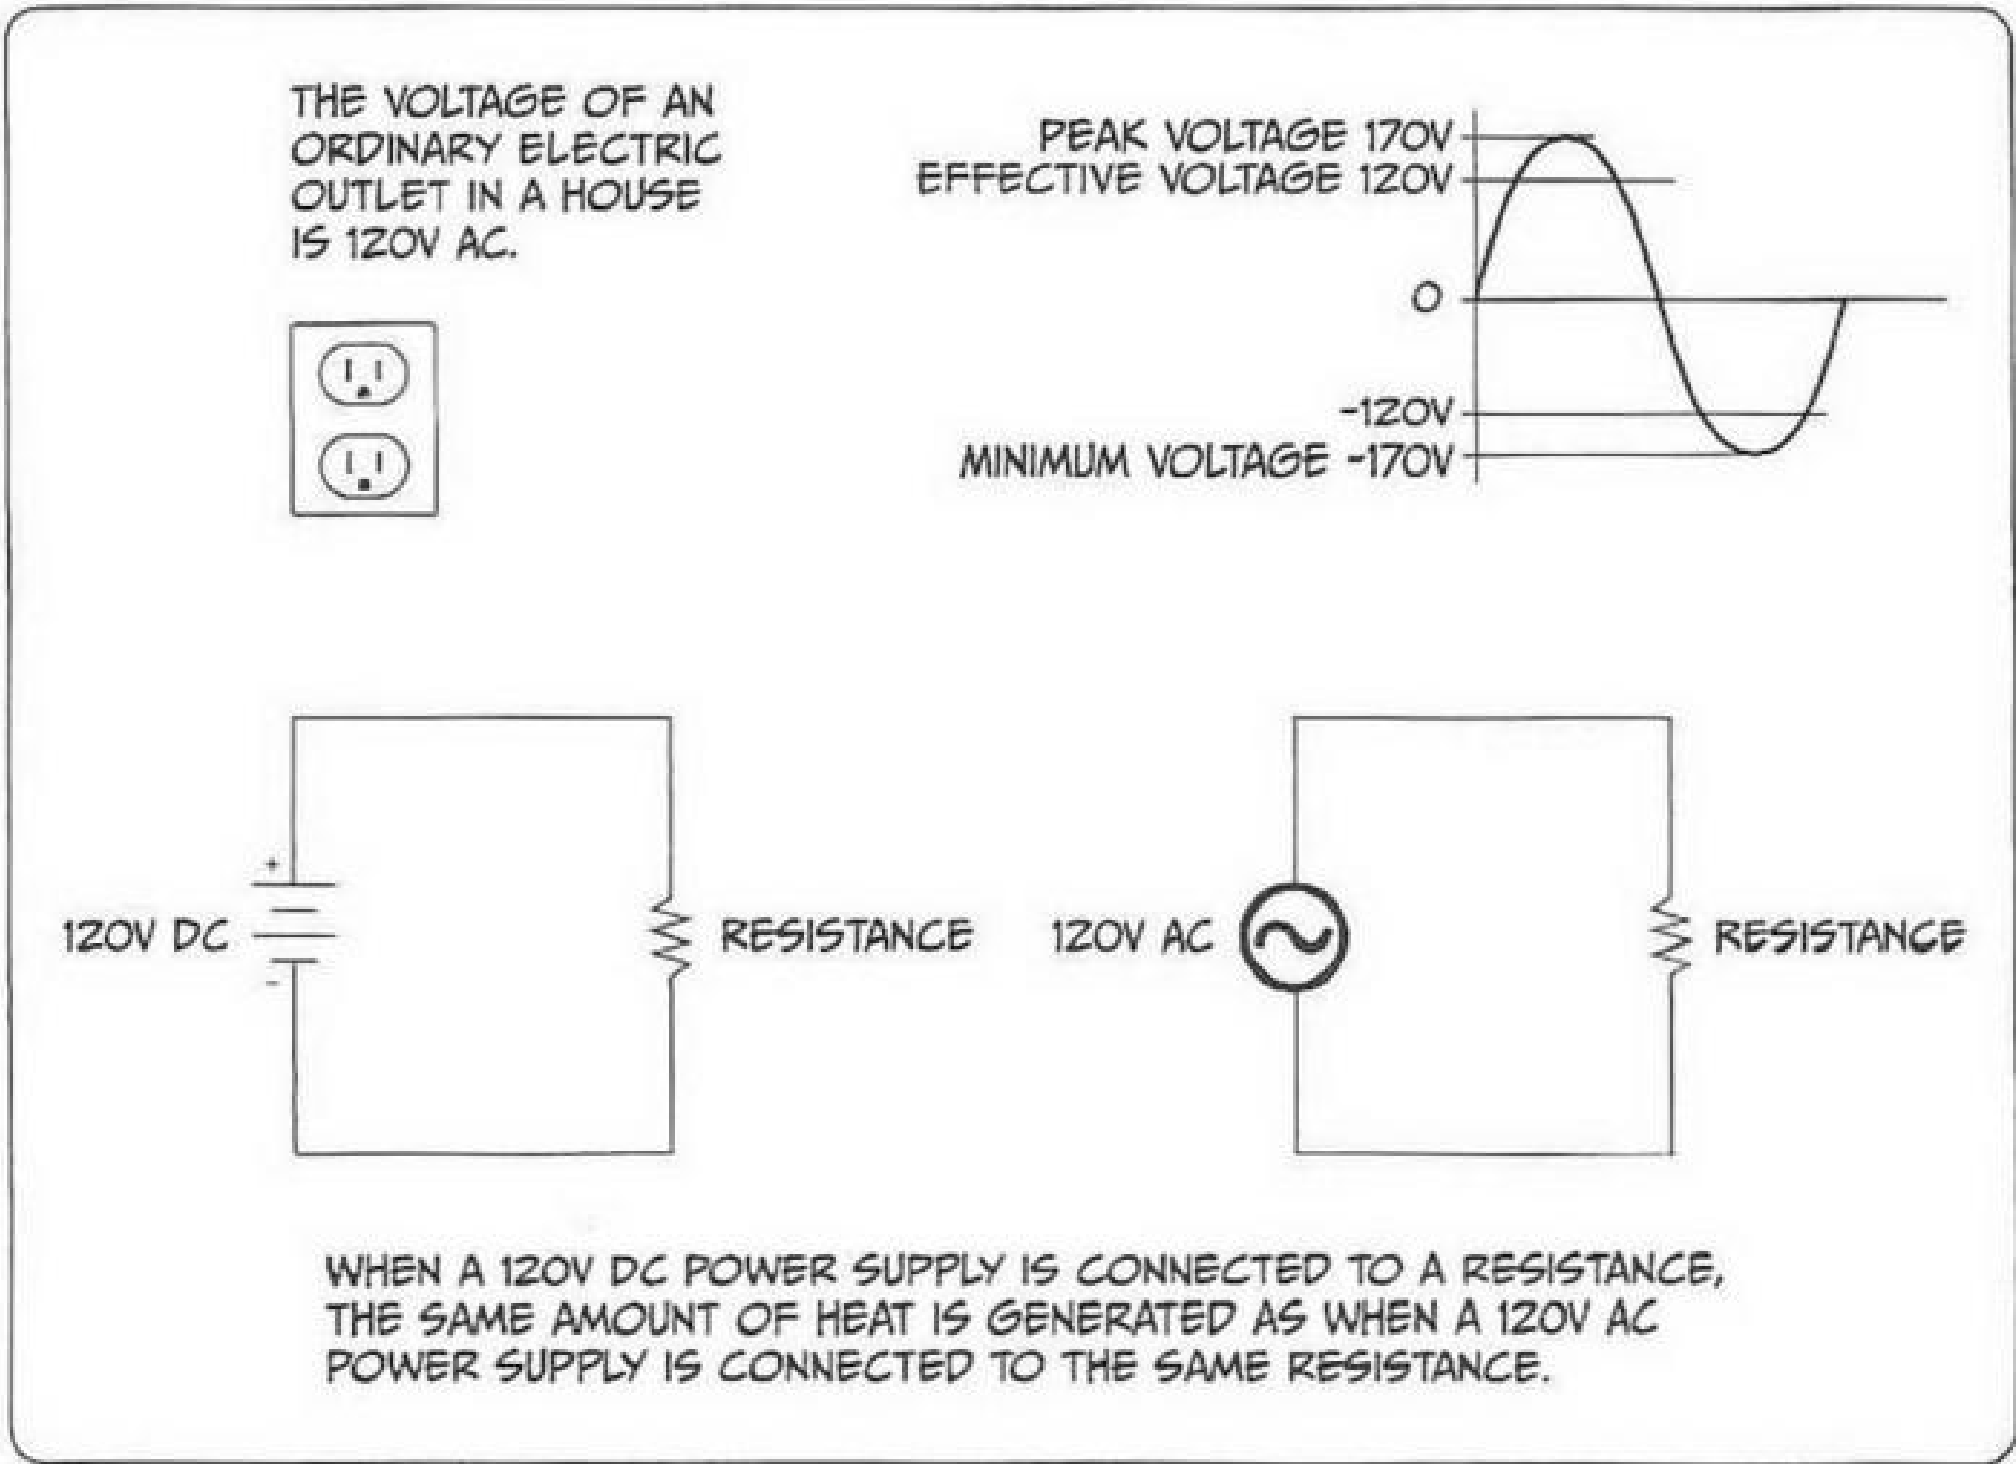 THE VOLTAGE OF AN
ORDINARY ELECTRIC
OUTLET IN A HOUSE
IS 120V AC.
PEAK VOLTAGE 170V
EFFECTIVE VOLTAGE 120V
0
-120V
MINIMUM VOLTAGE -170V
+
120V DC
-
RESISTANCE
120V AC
RESISTANCE
WHEN A 120V DC POWER SUPPLY IS CONNECTED TO A RESISTANCE,
THE SAME AMOUNT OF HEAT IS GENERATED AS WHEN A 120V AC
POWER SUPPLY IS CONNECTED TO THE SAME RESISTANCE.